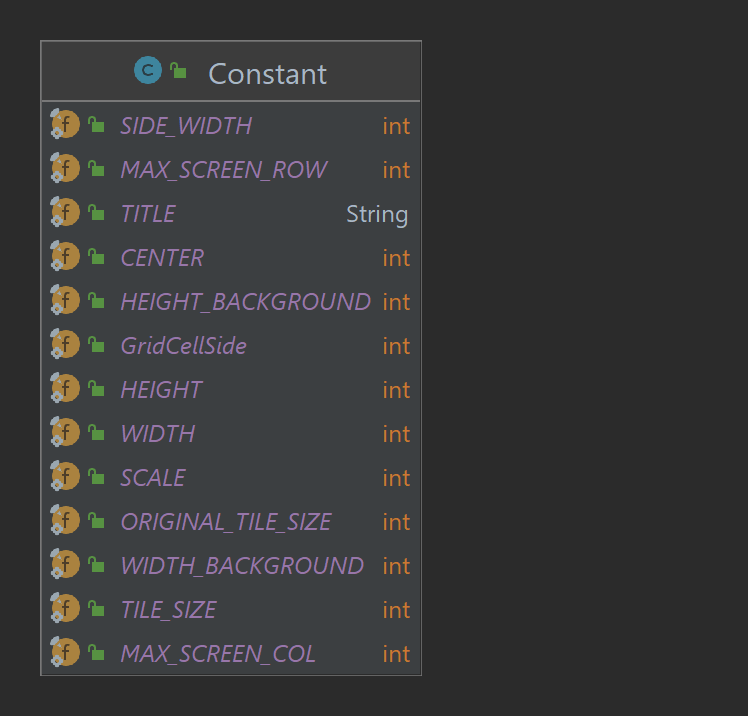 C Constant
f SIDE_WIDTH int
f MAX_SCREEN_ROW int
f TITLE String
f CENTER int
f HEIGHT_BACKGROUND int
f GridCellSide int
f HEIGHT int
f WIDTH int
f SCALE int
f ORIGINAL_TILE_SIZE int
f WIDTH_BACKGROUND int
f TILE_SIZE int
f MAX_SCREEN_COL int